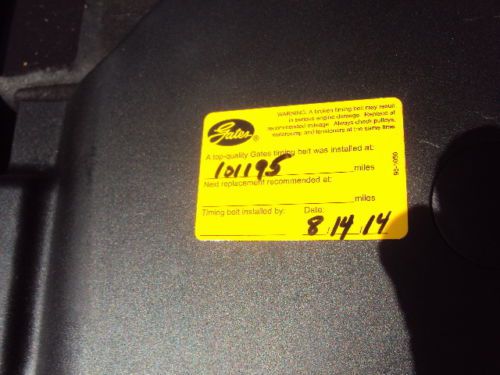 Gates®
WARNING: A broken timing belt may result
in serious engine damage. Replace at
recommended mileage. Always check pulleys,
waterpump and tensioners at the same time.
A top-quality Gates timing belt was installed at:
101195 miles
Next replacement recommended at:
miles
Timing belt installed by: Date:
8 14 14